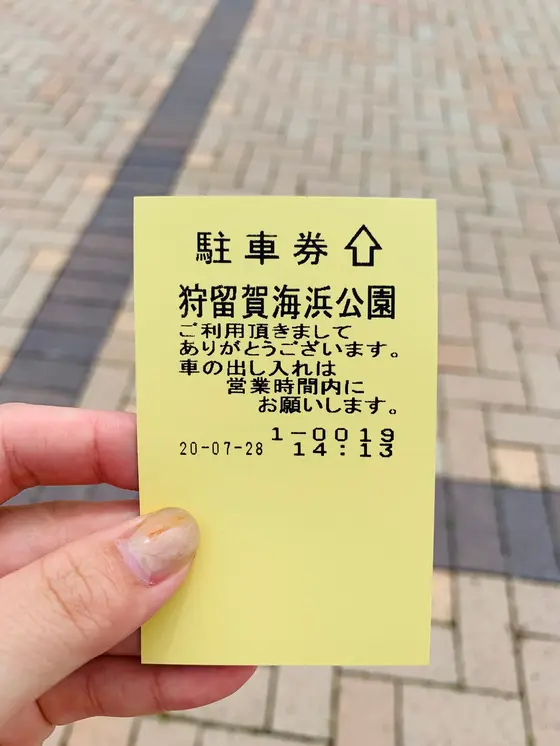 駐車券⇧
狩留賀海浜公園
ご利用頂きまして
ありがとうございます。
車の出し入れは
営業時間内に
お願いします。
1-0019
20-07-28 14:13